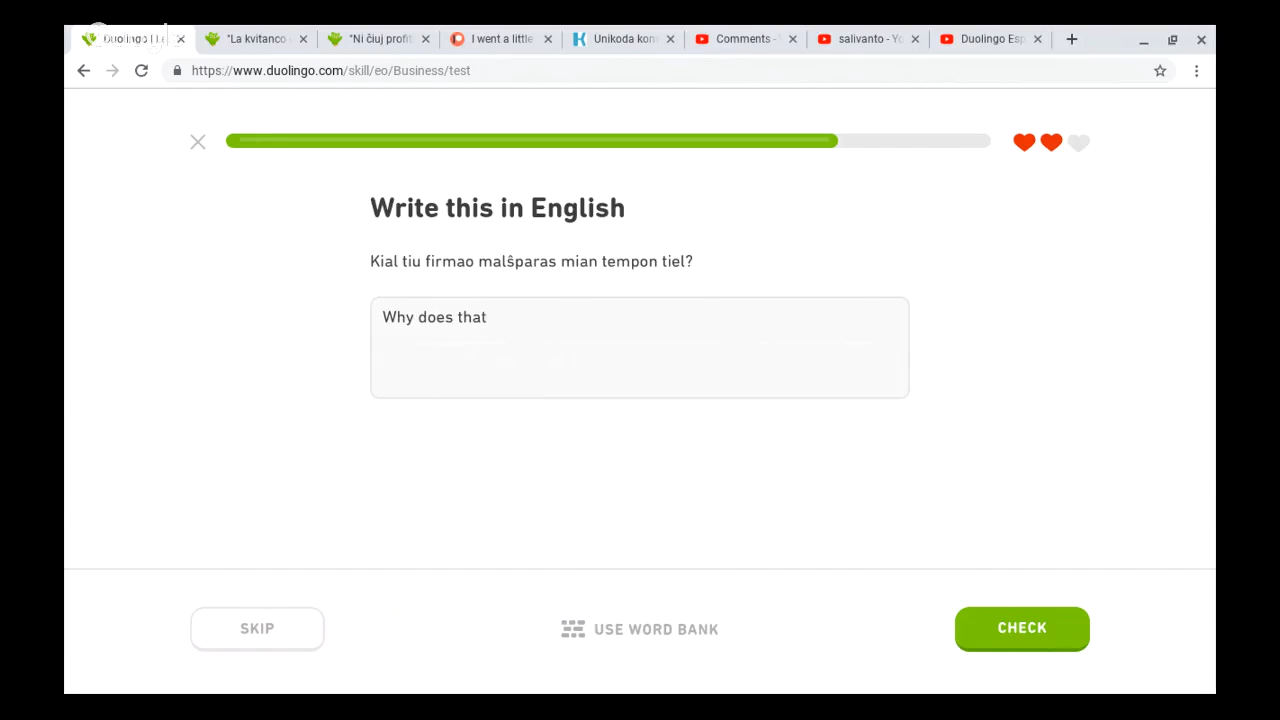 Duolingo | Le
"La kvitanco
"Ni ĉiuj profit
I went a little
Unikoda kom
Comments - Y
salivanto - Yo
Duolingo Esp
https://www.duolingo.com/skill/eo/Business/test
Write this in English
Kial tiu firmao malŝparas mian tempon tiel?
Why does that
SKIP
USE WORD BANK
CHECK